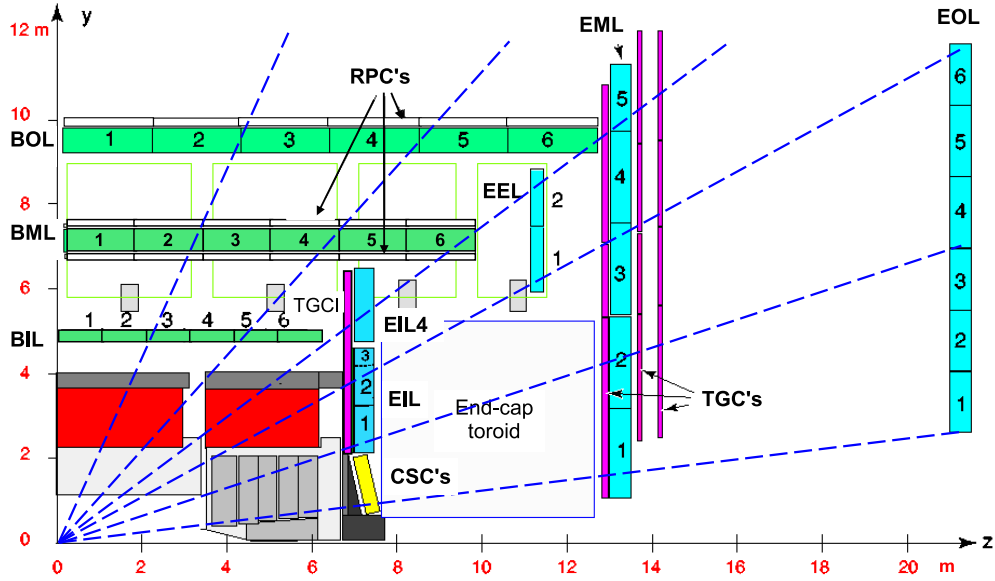 12 m
y
EML
EOL
RPC's
10
BOL
1 2 3 4 5 6
8
EEL
2
1
BML
1 2 3 4 5 6
6
TGCI
1 2 3 4 5 6
BIL
EIL4
4
3
2
1
EIL
End-cap
toroid
TGC's
2
CSC's
5
4
3
2
1
6
5
4
3
2
1
0
z
0 2 4 6 8 10 12 14 16 18 20 m